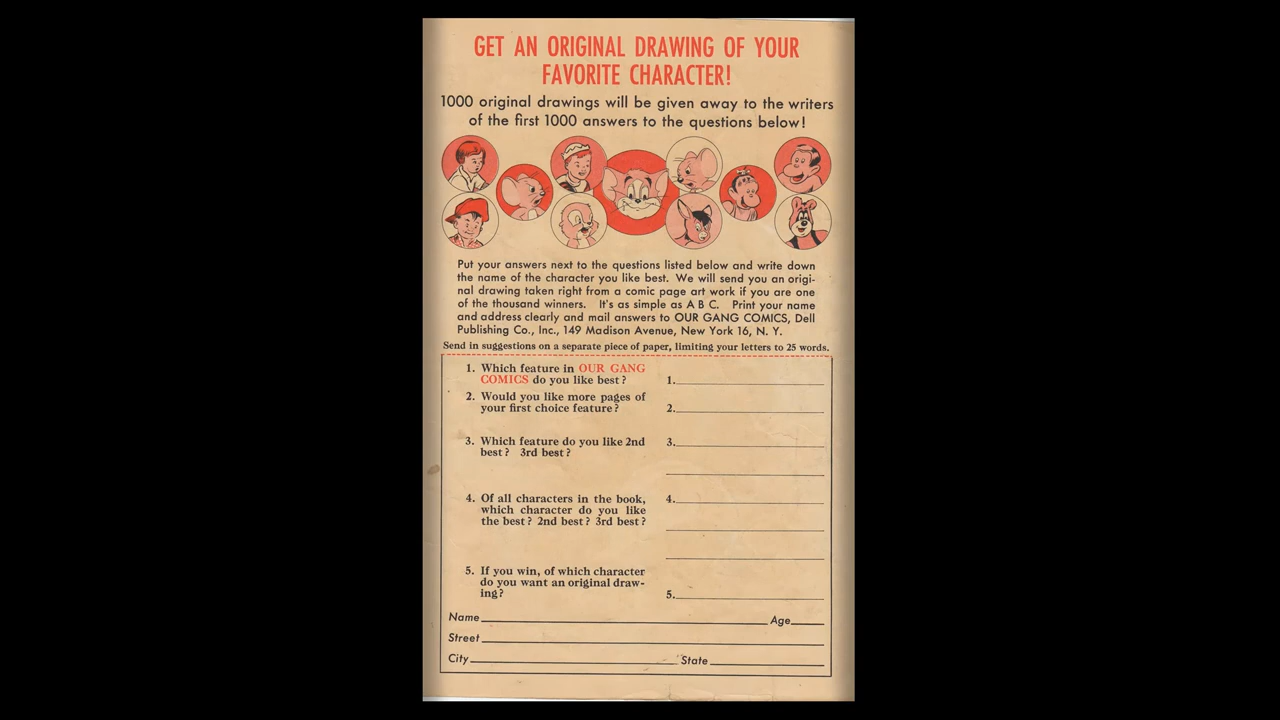 GET AN ORIGINAL DRAWING OF YOUR
FAVORITE CHARACTER!
1000 original drawings will be given away to the writers
of the first 1000 answers to the questions below!
Put your answers next to the questions listed below and write down
the name of the character you like best. We will send you an origi-
nal drawing taken right from a comic page art work if you are one
of the thousand winners. It's as simple as A B C. Print your name
and address clearly and mail answers to OUR GANG COMICS, Dell
Publishing Co., Inc., 149 Madison Avenue, New York 16, N. Y.
Send in suggestions on a separate piece of paper, limiting your letters to 25 words.
1. Which feature in OUR GANG
COMICS do you like best? 1.
2. Would you like more pages of
your first choice feature? 2.
3. Which feature do you like 2nd 3.
best? 3rd best?
4. Of all characters in the book, 4.
which character do you like
the best? 2nd best? 3rd best?
5. If you win, of which character
do you want an original draw-
ing? 5.
Name Age
Street
City State